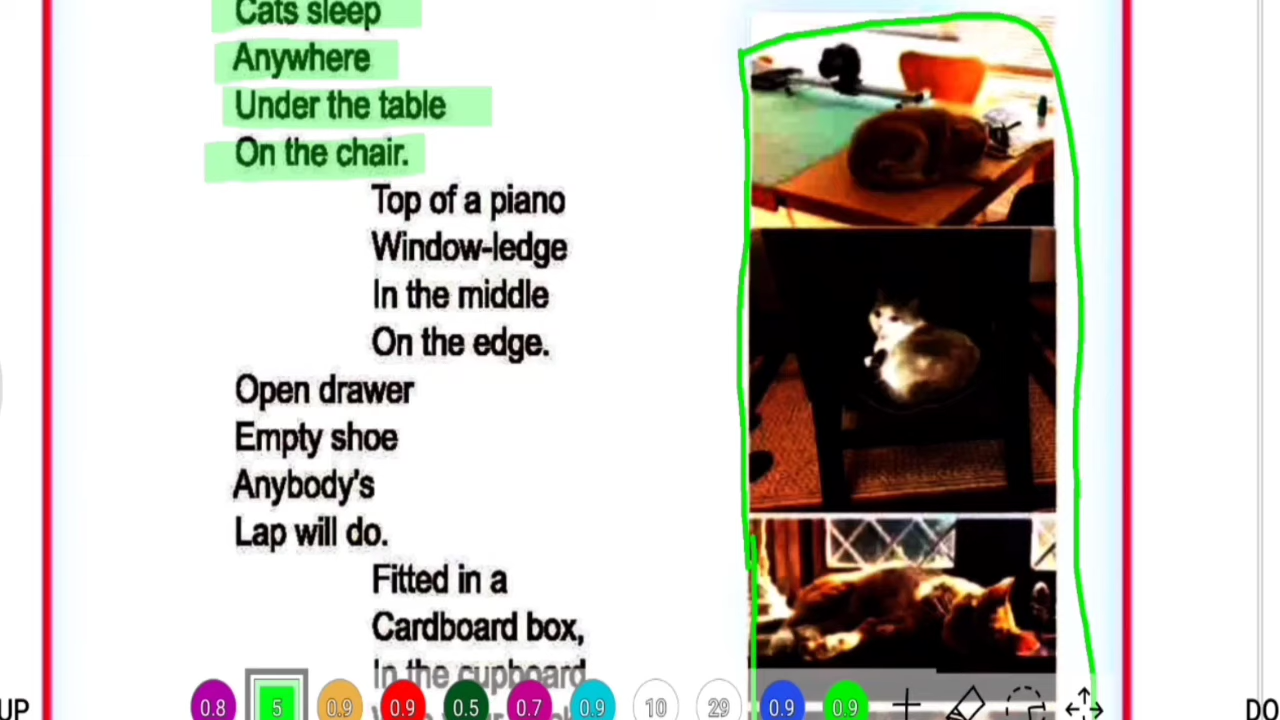 Cats sleep
Anywhere
Under the table
On the chair.
Top of a piano
Window-ledge
In the middle
On the edge.
Open drawer
Empty shoe
Anybody's
Lap will do.
Fitted in a
Cardboard box,
In the cupboard
UP
0.8
5
0.9
0.9
0.5
0.7
0.9
10
29
0.9
0.9
DO